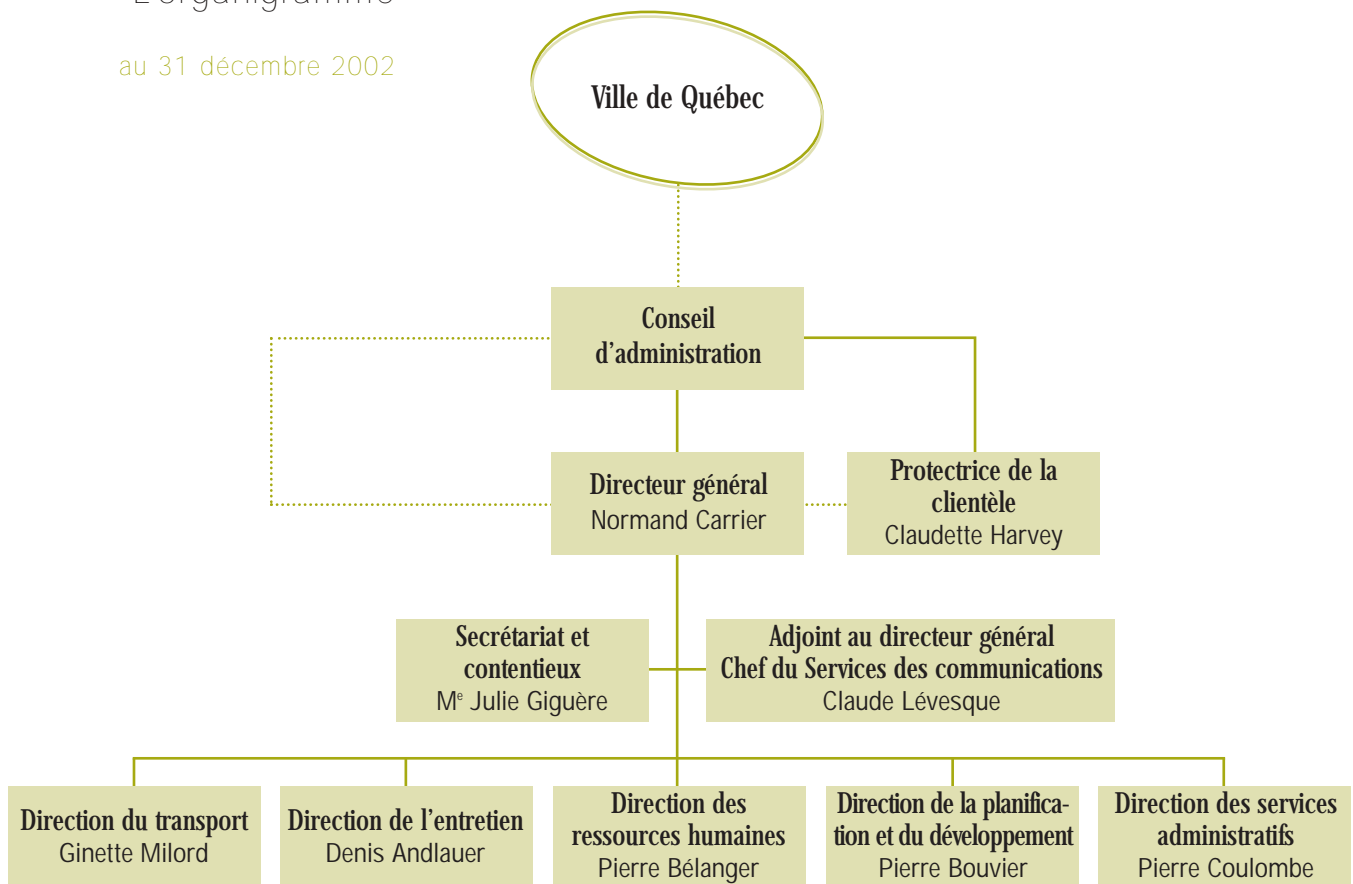 L'organigramme
au 31 décembre 2002
Ville de Québec
Conseil
d'administration
Directeur général
Normand Carrier
Protectrice de la
clientèle
Claudette Harvey
Secrétariat et
contentieux
Me Julie Giguère
Adjoint au directeur général
Chef du Services des communications
Claude Lévesque
Direction du transport
Ginette Milord
Direction de l'entretien
Denis Andlauer
Direction des
ressources humaines
Pierre Bélanger
Direction de la planifica-
tion et du développement
Pierre Bouvier
Direction des services
administratifs
Pierre Coulombe